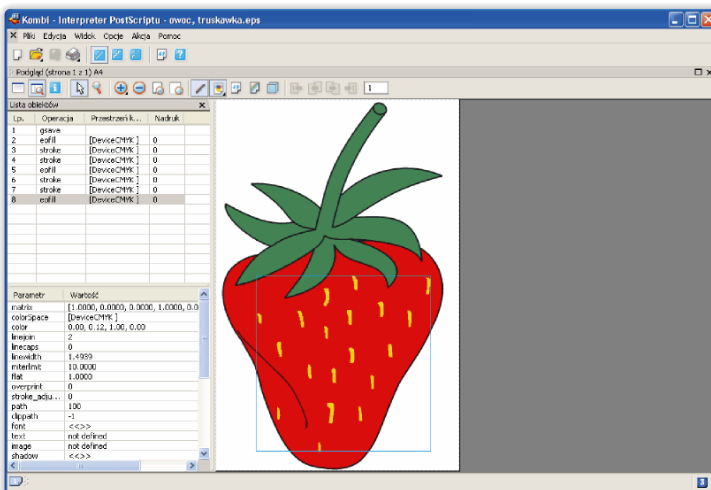 Kombi - Interpreter PostScriptu - owoc, truskawka.eps
Pliki Edycja Widok Opcje Akcja Pomoc
Podgląd (strona 1 z 1) A4
1
Lista obiektów
Lp. Operacja Przestrzeń k... Nadruk
1 gsave
2 eofill [DeviceCMYK ] 0
3 stroke [DeviceCMYK ] 0
4 stroke [DeviceCMYK ] 0
5 eofill [DeviceCMYK ] 0
6 stroke [DeviceCMYK ] 0
7 stroke [DeviceCMYK ] 0
8 eofill [DeviceCMYK ] 0
Parametr Wartość
matrix [1.0000, 0.0000, 0.0000, 1.0000, 0.0
colorSpace [DeviceCMYK ]
color 0.00, 0.12, 1.00, 0.00
linejoin 2
linecaps 0
linewidth 1.4939
miterlimit 10.0000
flat 1.0000
overprint 0
stroke_adju... 0
path 100
clippath -1
font <<>>
text not defined
image not defined
shadow <<>>
3